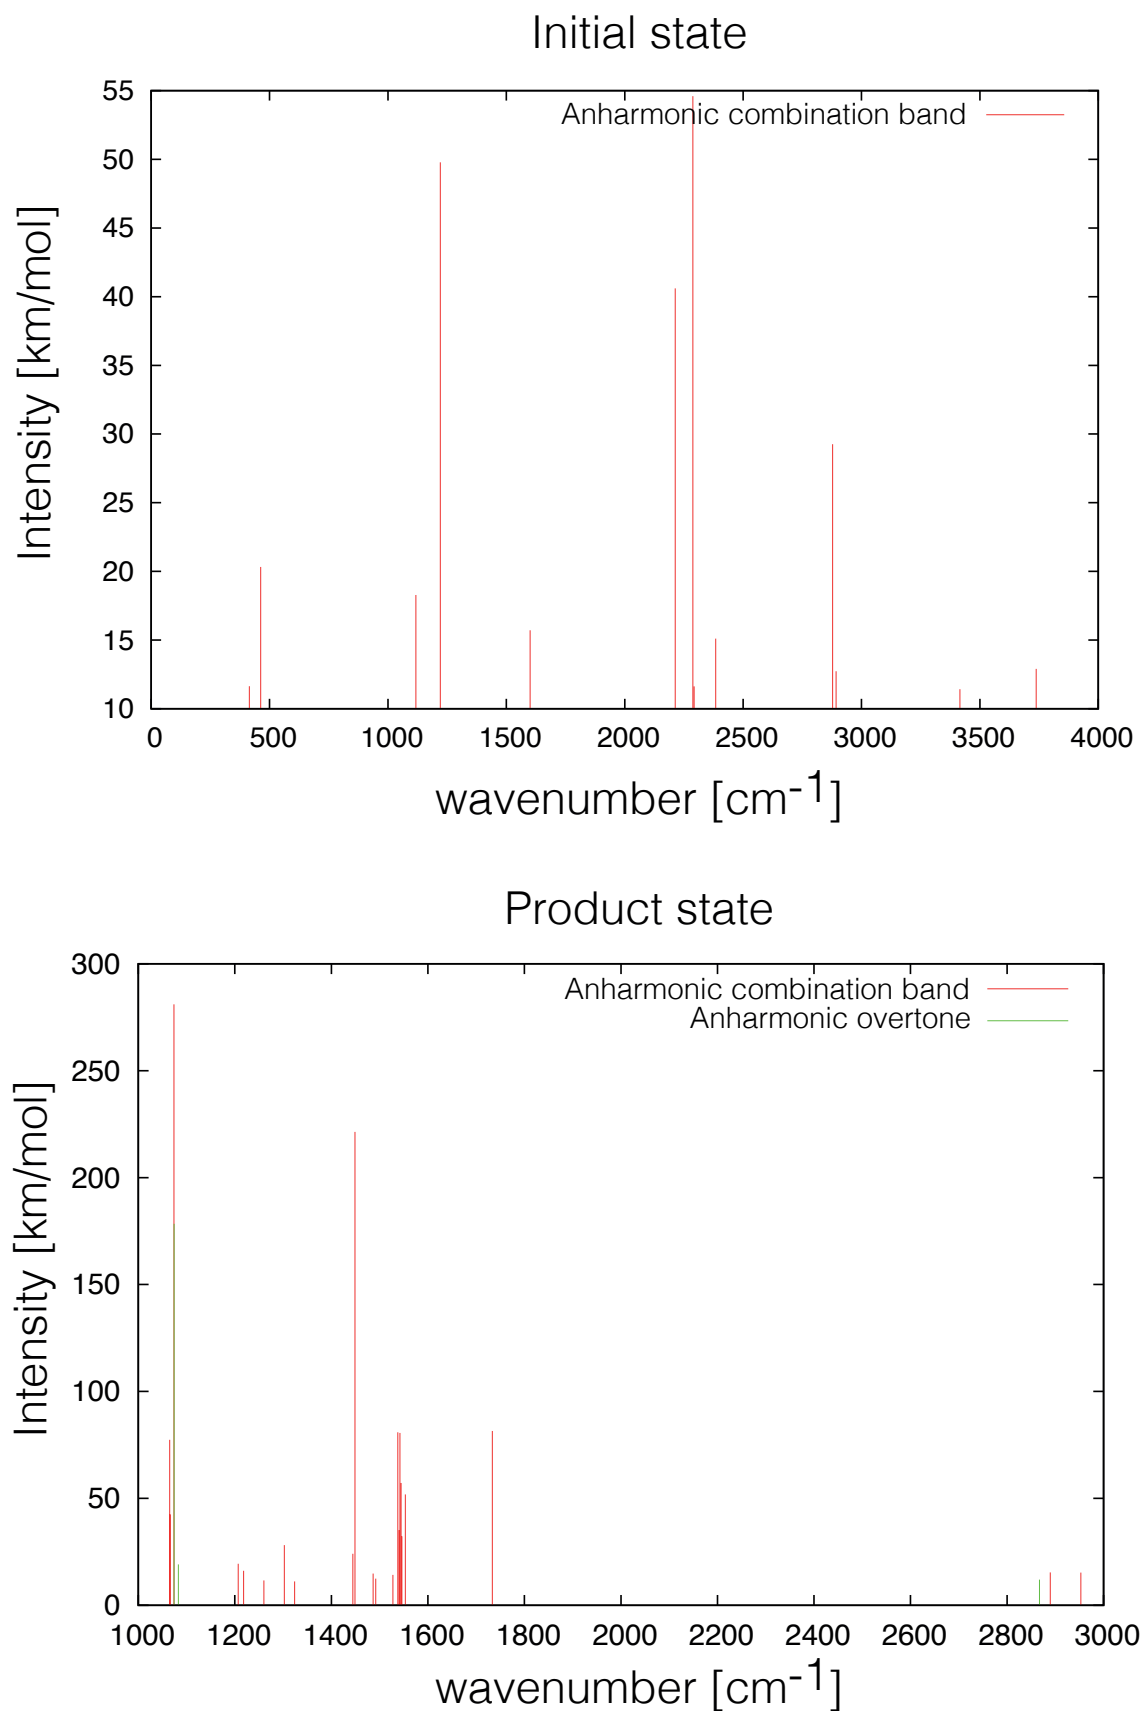 Initial state
Anharmonic combination band
55
50
45
40
35
30
25
20
15
10
Intensity [km/mol]
0 500 1000 1500 2000 2500 3000 3500 4000
wavenumber [cm-1]
Product state
Anharmonic combination band
Anharmonic overtone
300
250
200
150
100
50
0
Intensity [km/mol]
1000 1200 1400 1600 1800 2000 2200 2400 2600 2800 3000
wavenumber [cm-1]